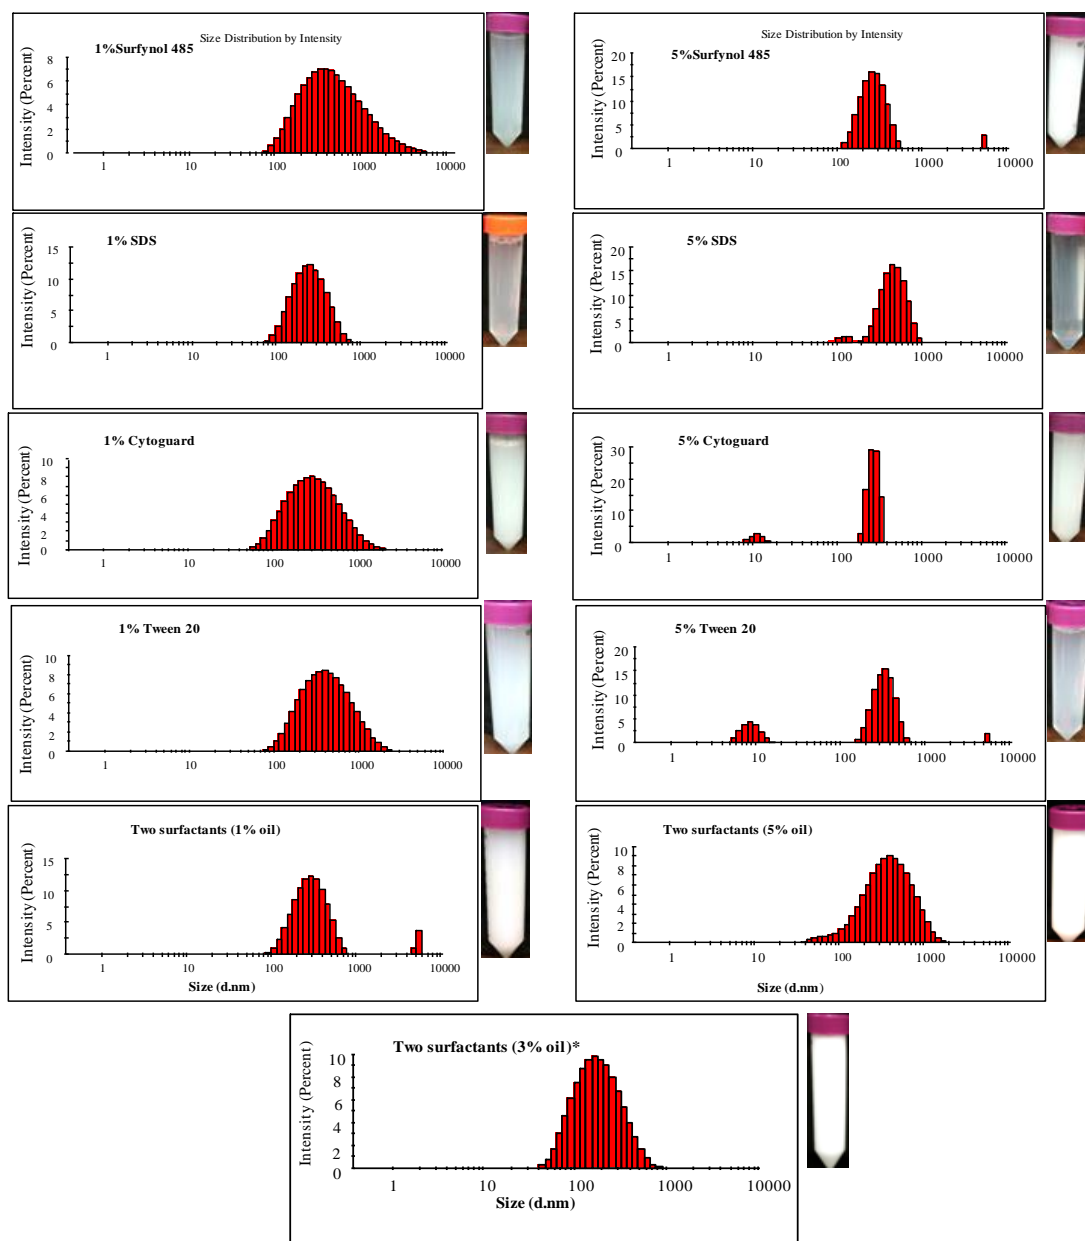 Size Distribution by Intensity
1%Surfynol 485
Intensity (Percent)
8
6
4
2
0
1 10 100 1000 10000
Size Distribution by Intensity
5%Surfynol 485
Intensity (Percent)
20
15
10
5
0
1 10 100 1000 10000
1% SDS
Intensity (Percent)
15
10
5
0
1 10 100 1000 10000
5% SDS
Intensity (Percent)
20
15
10
5
0
1 10 100 1000 10000
1% Cytoguard
Intensity (Percent)
10
8
6
4
2
0
1 10 100 1000 10000
5% Cytoguard
Intensity (Percent)
30
20
10
0
1 10 100 1000 10000
1% Tween 20
Intensity (Percent)
10
8
6
4
2
0
1 10 100 1000 10000
5% Tween 20
Intensity (Percent)
20
15
10
5
0
1 10 100 1000 10000
Two surfactants (1% oil)
Intensity (Percent)
15
10
5
0
1 10 100 1000 10000
Size (d.nm)
Two surfactants (5% oil)
Intensity (Percent)
10
8
6
4
2
0
1 10 100 1000 10000
Size (d.nm)
Two surfactants (3% oil)*
Intensity (Percent)
10
8
6
4
2
0
1 10 100 1000 10000
Size (d.nm)